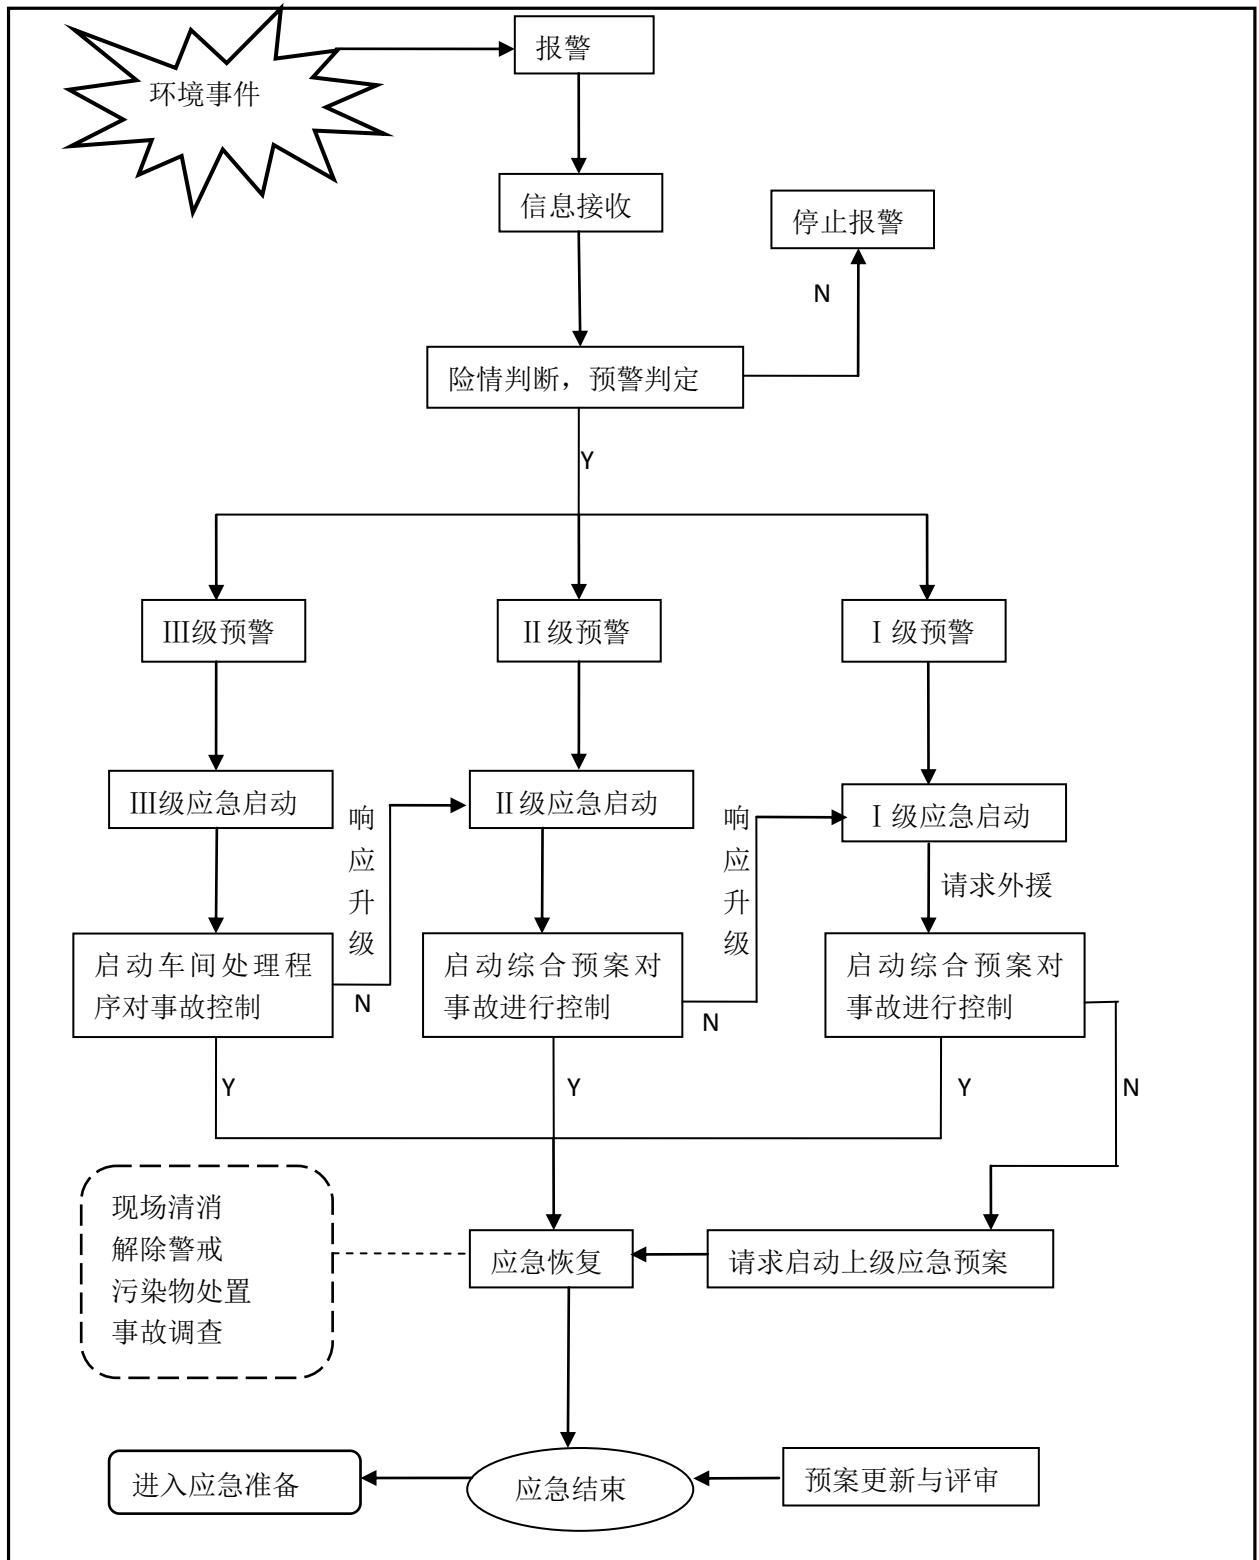 报警
环境事件
信息接收
停止报警
N
险情判断，预警判定
Y
Ⅲ级预警
Ⅱ级预警
Ⅰ级预警
Ⅲ级应急启动
响
应
升
级
Ⅱ级应急启动
响
应
升
级
Ⅰ级应急启动
请求外援
启动车间处理程
序对事故控制
N
启动综合预案对
事故进行控制
N
启动综合预案对
事故进行控制
Y
Y
Y
N
现场清消
解除警戒
污染物处置
事故调查
应急恢复
请求启动上级应急预案
进入应急准备
应急结束
预案更新与评审